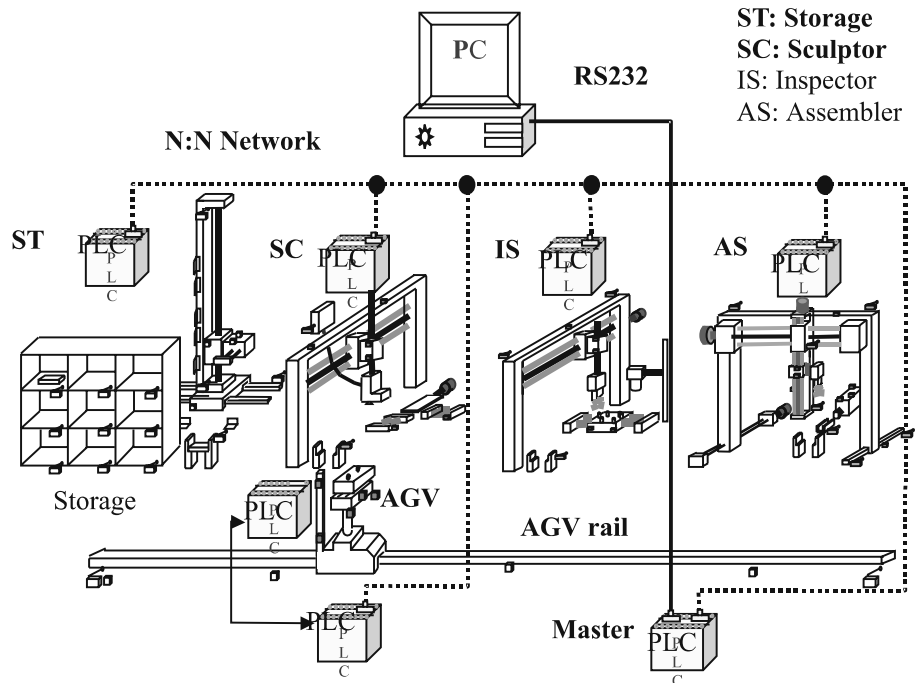 ST: Storage
SC: Sculptor
IS: Inspector
AS: Assembler
PC
RS232
N:N Network
ST
PLC
P
L
C
SC
PLC
P
L
C
IS
PLC
P
L
C
AS
PLC
P
L
Storage
PLC
P
L
C
AGV
AGV rail
PLC
P
L
C
Master
PLC
P
L
C